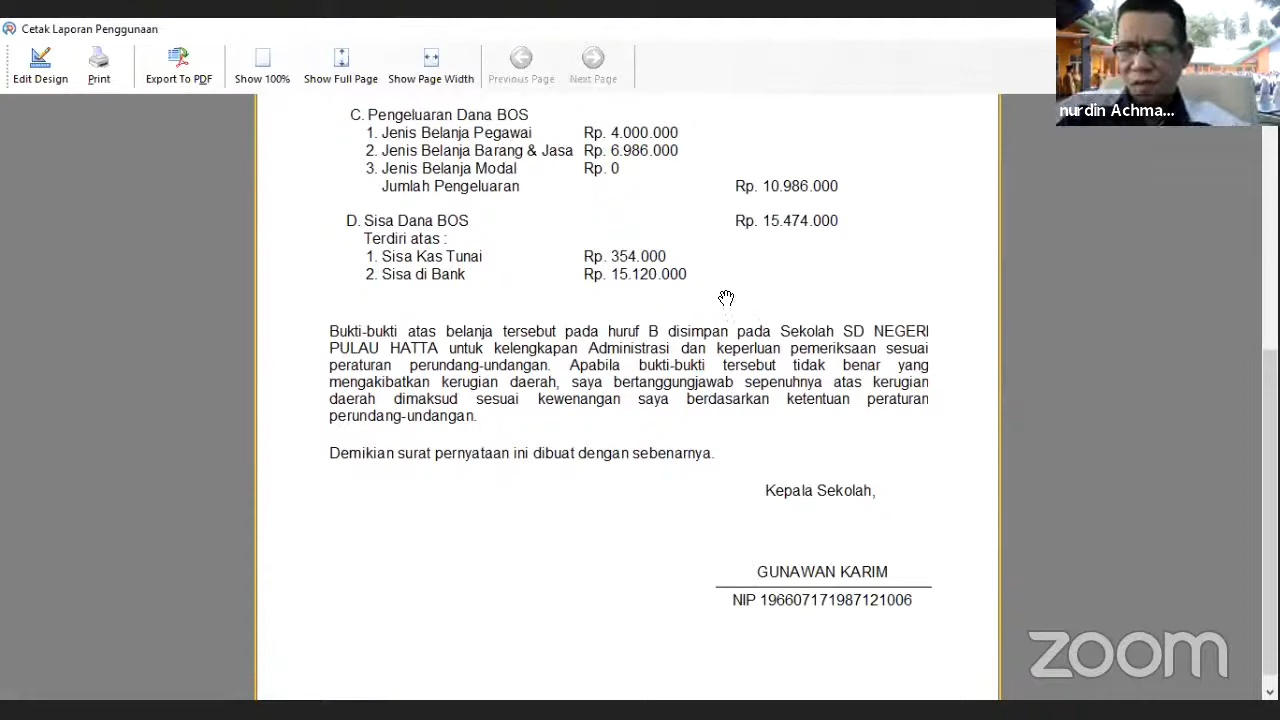 Cetak Laporan Penggunaan
Edit Design Print Export To PDF Show 100% Show Full Page Show Page Width Previous Page Next Page
nurdin Achma...
C. Pengeluaran Dana BOS
1. Jenis Belanja Pegawai Rp. 4.000.000
2. Jenis Belanja Barang & Jasa Rp. 6.986.000
3. Jenis Belanja Modal Rp. 0
Jumlah Pengeluaran Rp. 10.986.000
D. Sisa Dana BOS Rp. 15.474.000
Terdiri atas :
1. Sisa Kas Tunai Rp. 354.000
2. Sisa di Bank Rp. 15.120.000
Bukti-bukti atas belanja tersebut pada huruf B disimpan pada Sekolah SD NEGERI
PULAU HATTA untuk kelengkapan Administrasi dan keperluan pemeriksaan sesuai
peraturan perundang-undangan. Apabila bukti-bukti tersebut tidak benar yang
mengakibatkan kerugian daerah, saya bertanggungjawab sepenuhnya atas kerugian
daerah dimaksud sesuai kewenangan saya berdasarkan ketentuan peraturan
perundang-undangan.
Demikian surat pernyataan ini dibuat dengan sebenarnya.
Kepala Sekolah,
GUNAWAN KARIM
NIP 196607171987121006
zoom